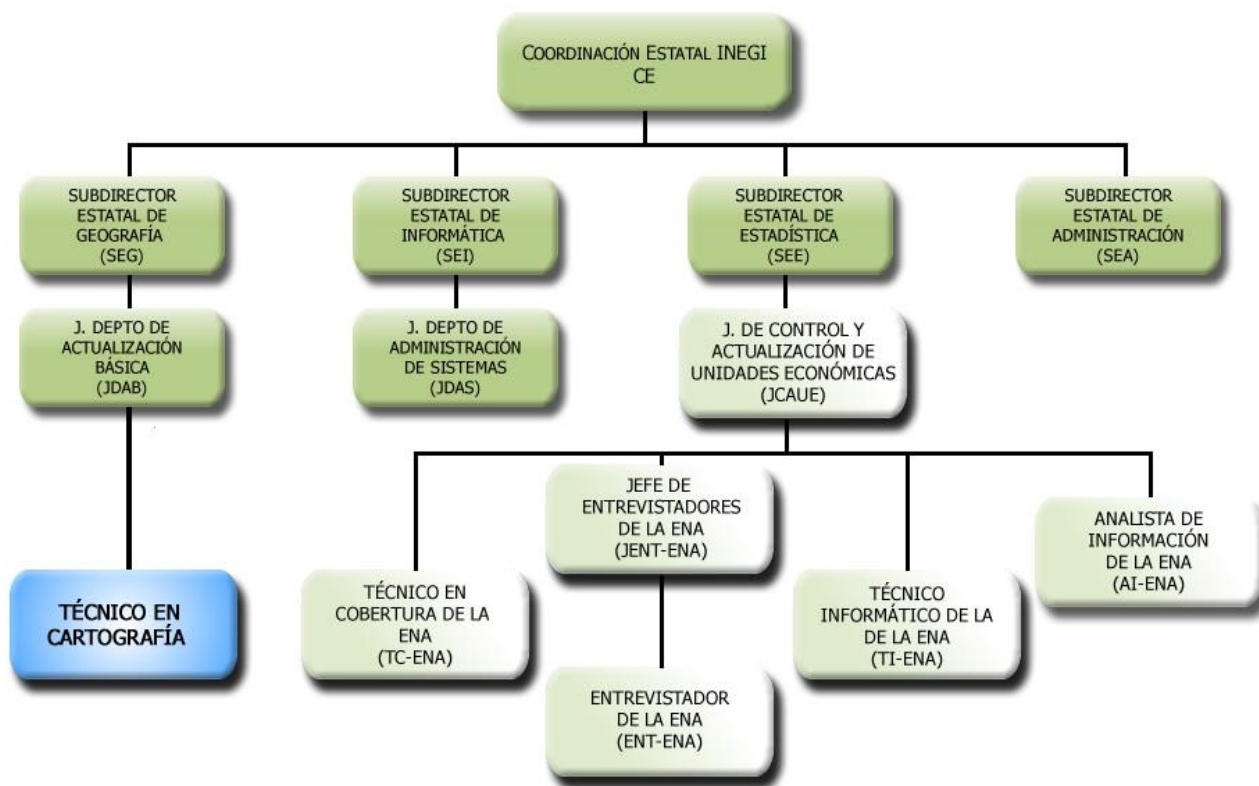 COORDINACIÓN ESTATAL INEGI
CE
SUBDIRECTOR
ESTATAL DE
GEOGRAFÍA
(SEG)
SUBDIRECTOR
ESTATAL DE
INFORMÁTICA
(SEI)
SUBDIRECTOR
ESTATAL DE
ESTADÍSTICA
(SEE)
SUBDIRECTOR
ESTATAL DE
ADMINISTRACIÓN
(SEA)
J. DEPTO DE
ACTUALIZACIÓN
BÁSICA
(JDAB)
J. DEPTO DE
ADMINISTRACIÓN
DE SISTEMAS
(JDAS)
J. DE CONTROL Y
ACTUALIZACIÓN DE
UNIDADES ECONÓMICAS
(JCAUE)
TÉCNICO EN
CARTOGRAFÍA
TÉCNICO EN
COBERTURA DE LA
ENA
(TC-ENA)
JEFE DE
ENTREVISTADORES
DE LA ENA
(JENT-ENA)
ENTREVISTADOR
DE LA ENA
(ENT-ENA)
TÉCNICO
INFORMÁTICO DE LA
DE LA ENA
(TI-ENA)
ANALISTA DE
INFORMACIÓN
DE LA ENA
(AI-ENA)